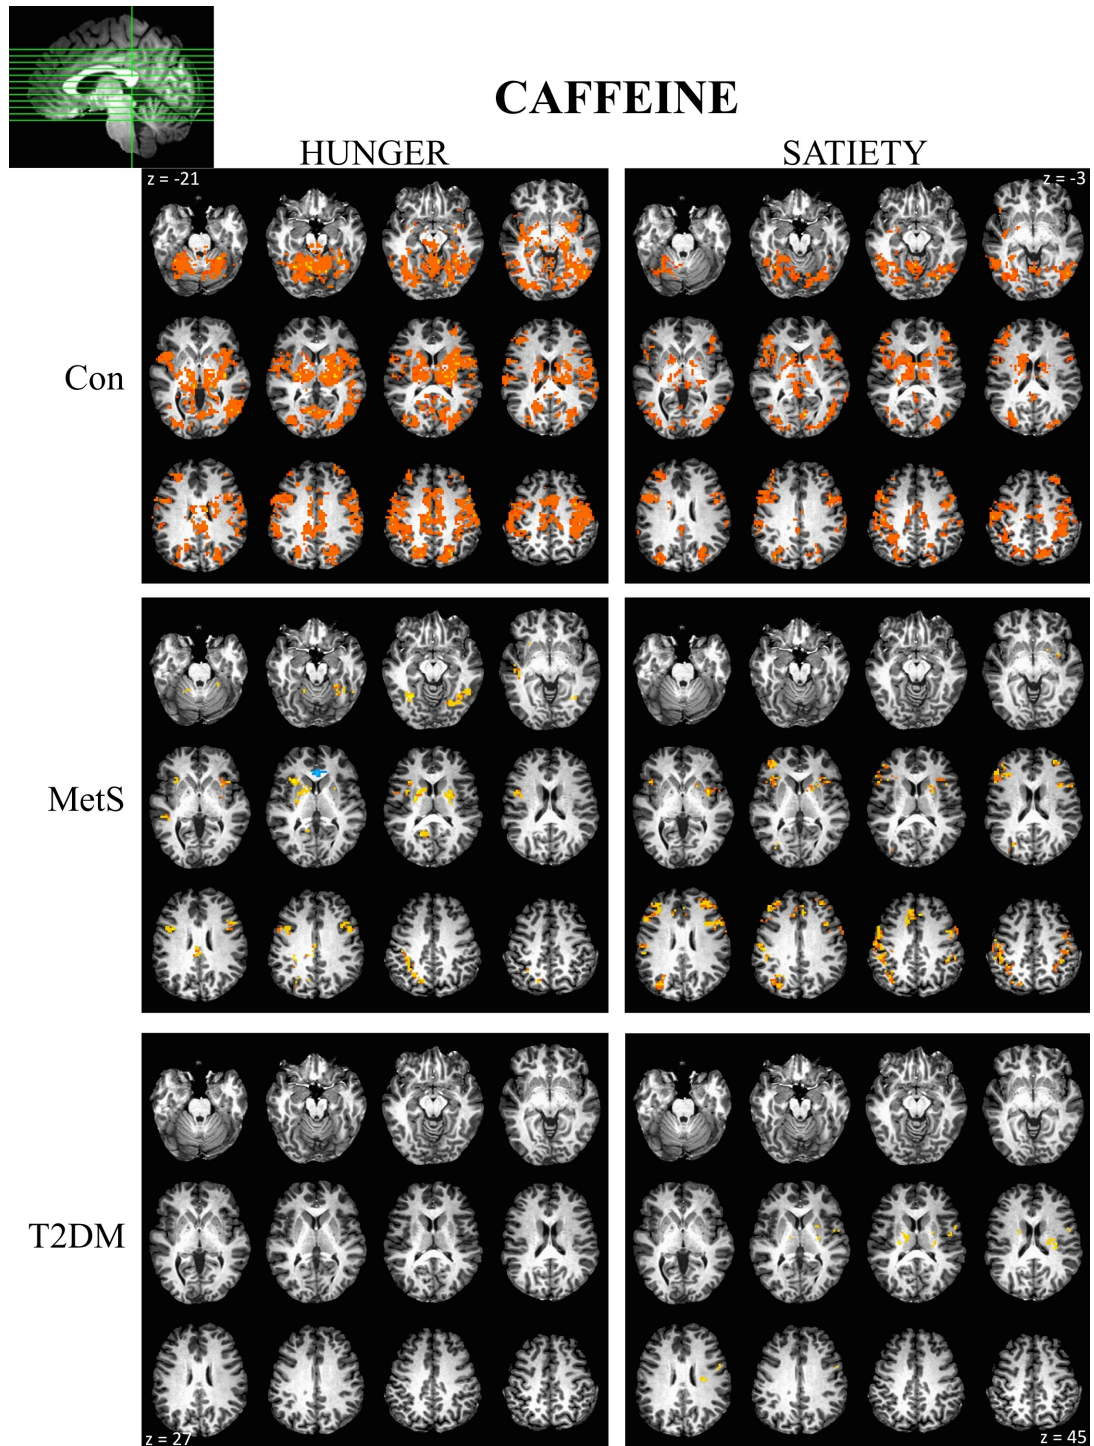 CAFFEINE
HUNGER
SATIETY
z = -21
z = -3
Con
MetS
T2DM
z = 27
z = 45